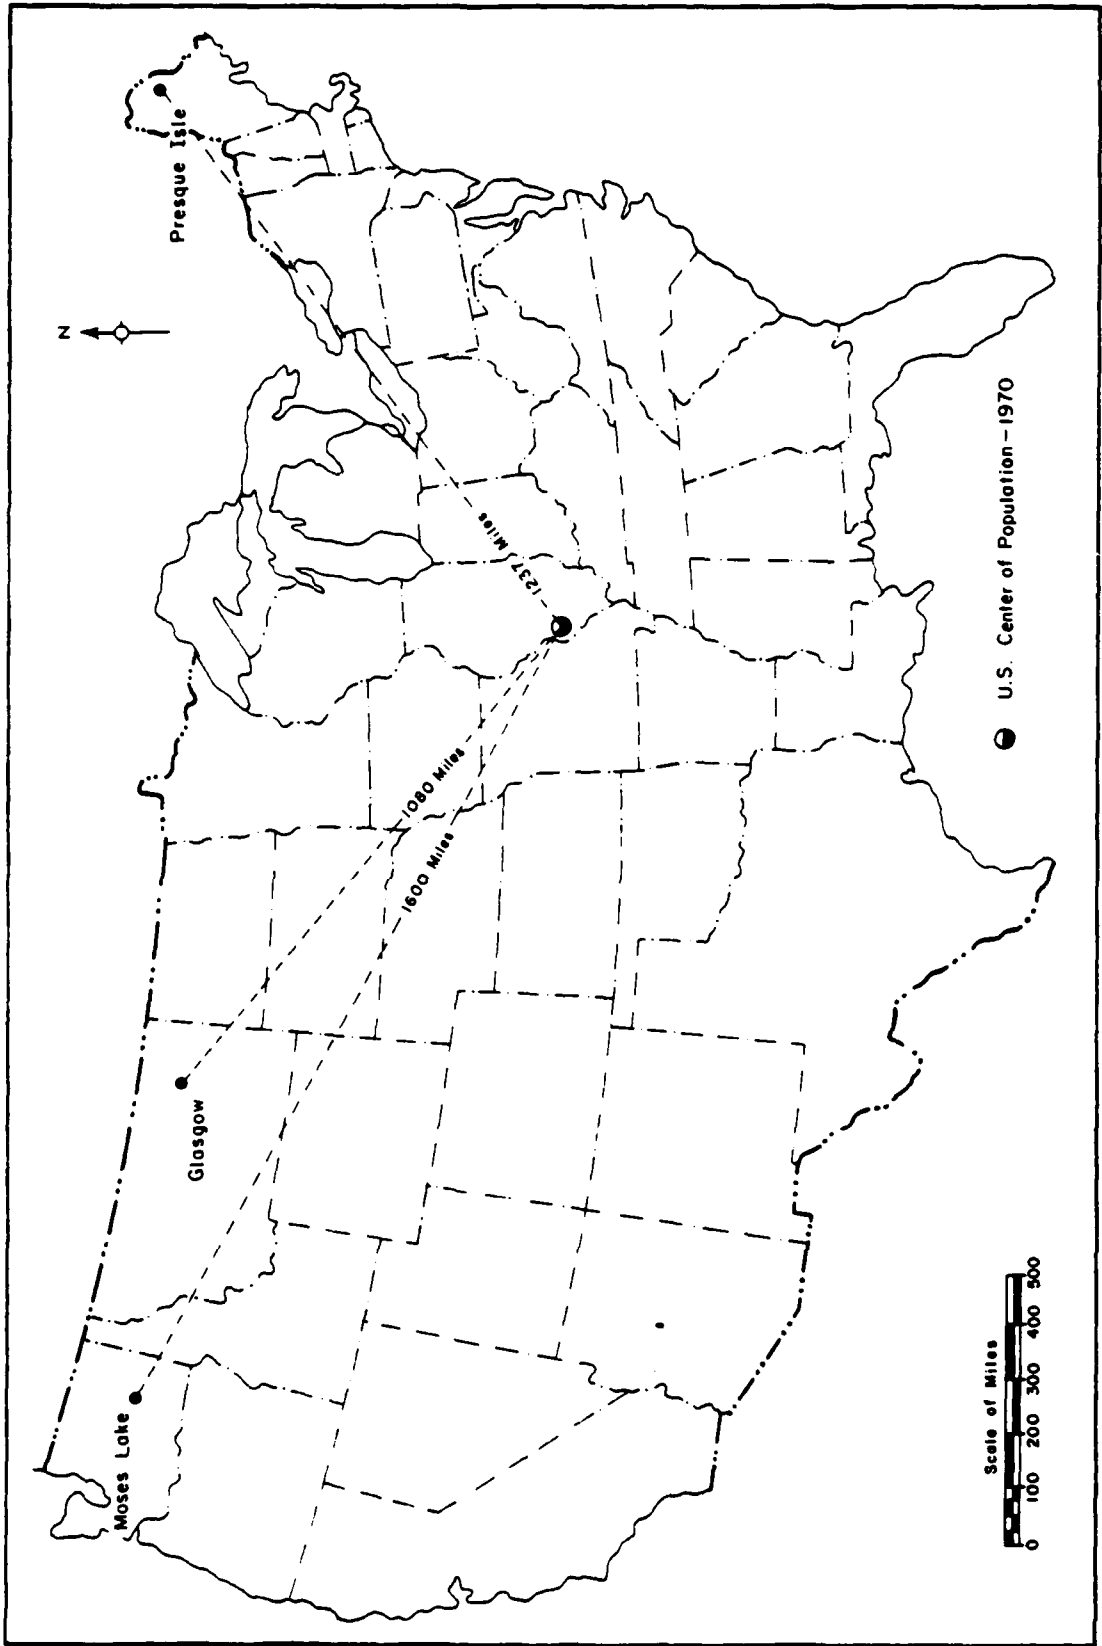 Presque Isle
N
Glasgow
Moses Lake
1237 Miles
1080 Miles
1600 Miles
U.S. Center of Population–1970
Scale of Miles
0 100 200 300 400 500